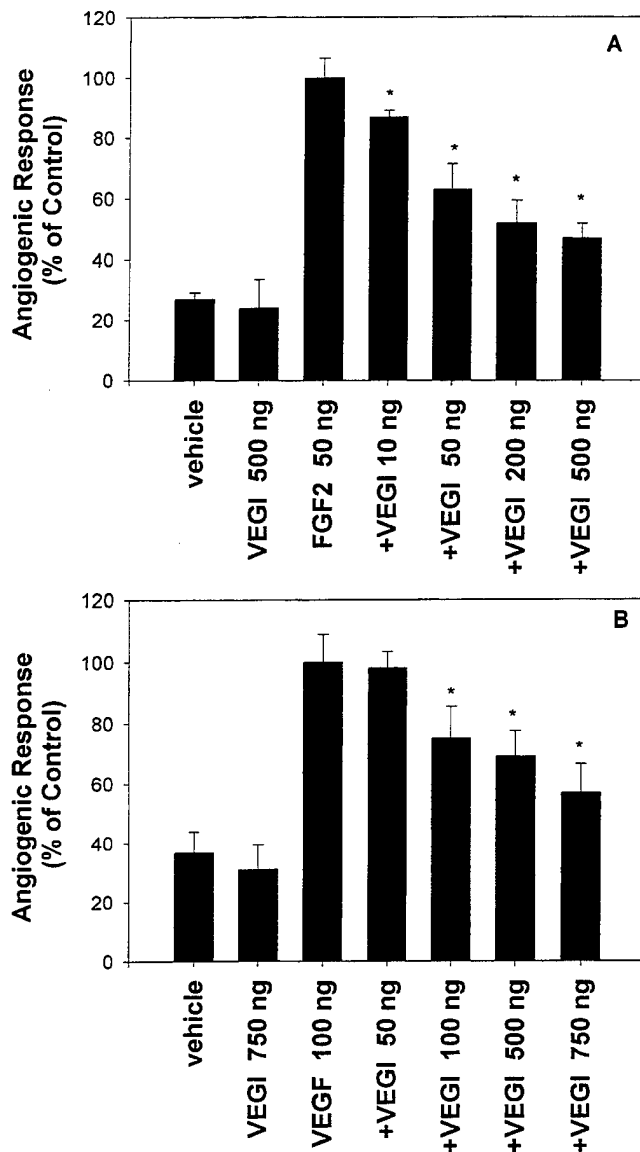 A
Angiogenic Response
(% of Control)
120
100
80
60
40
20
0
*
*
*
*
vehicle
VEGI 500 ng
FGF2 50 ng
+VEGI 10 ng
+VEGI 50 ng
+VEGI 200 ng
+VEGI 500 ng
B
Angiogenic Response
(% of Control)
120
100
80
60
40
20
0
*
*
*
vehicle
VEGI 750 ng
VEGF 100 ng
+VEGI 50 ng
+VEGI 100 ng
+VEGI 500 ng
+VEGI 750 ng